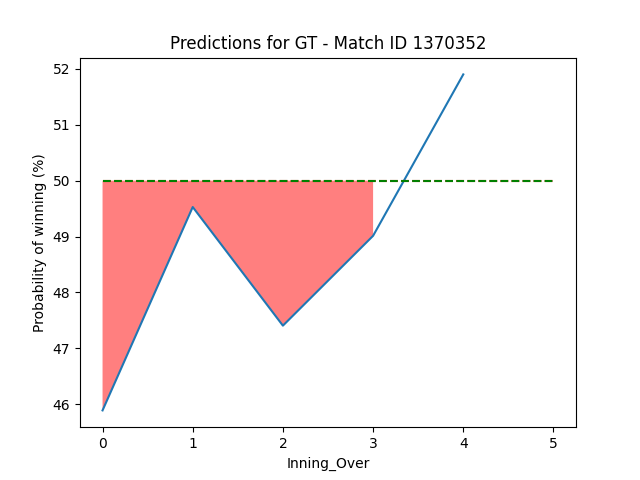 Predictions for GT - Match ID 1370352
52
51
50
49
48
47
46
Probability of winning (%)
0 1 2 3 4 5
Inning_Over